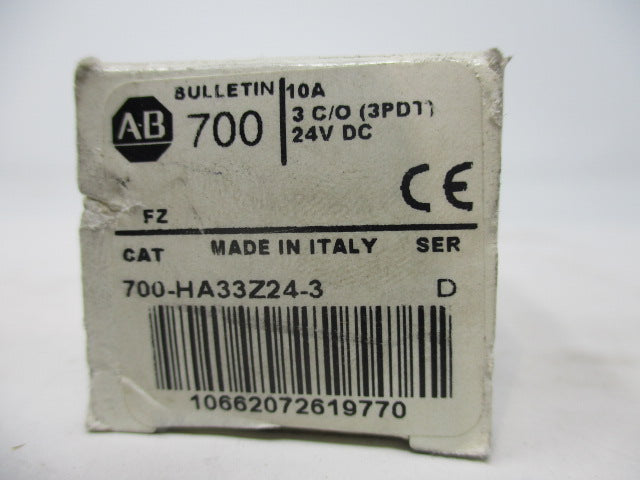 AB
BULLETIN
700
10A
3 C/O (3PDT)
24V DC
CE
FZ
CAT MADE IN ITALY SER
700-HA33Z24-3 D
10662072619770